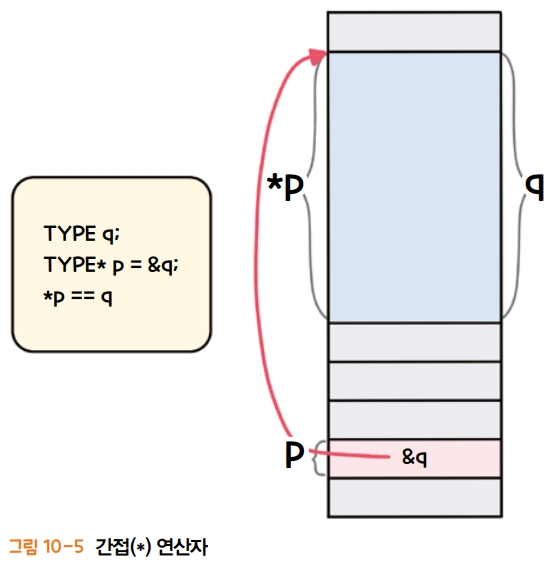 *p
q
TYPE q;
TYPE* p = &q;
*p == q
p
&q
그림 10-5 간접(*) 연산자